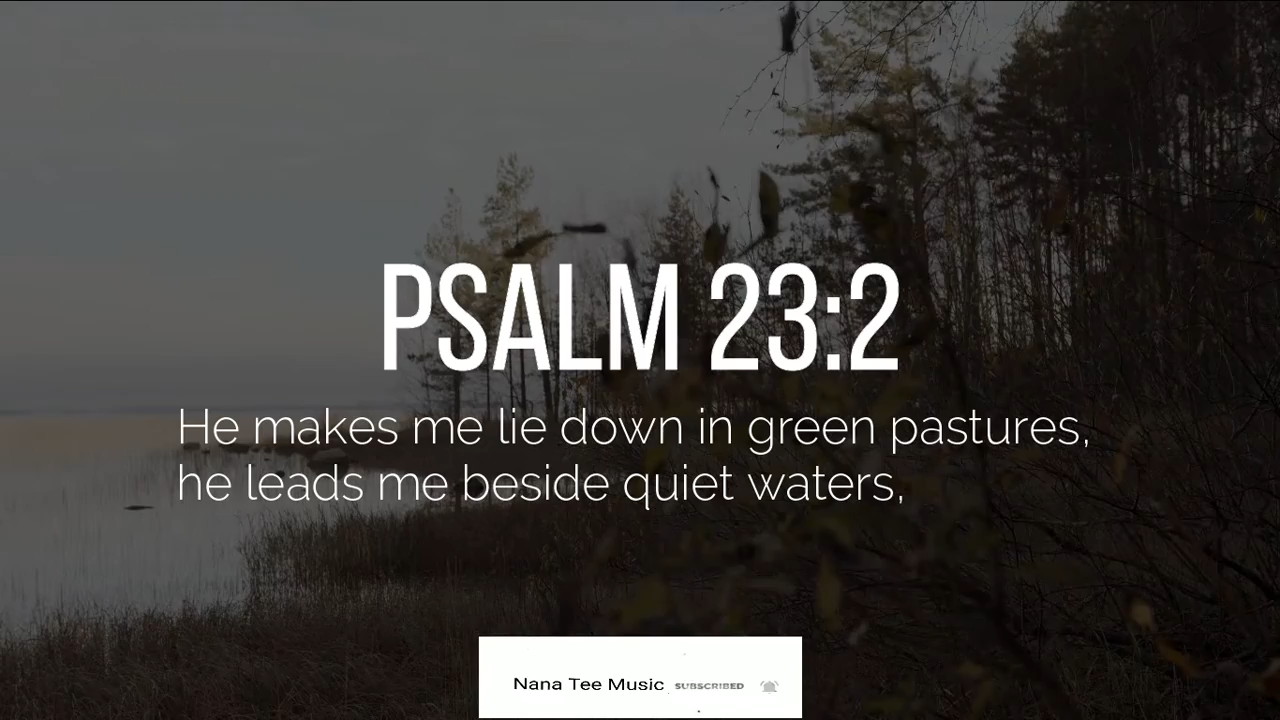 PSALM 23:2
He makes me lie down in green pastures,
he leads me beside quiet waters,
Nana Tee Music SUBSCRIBED